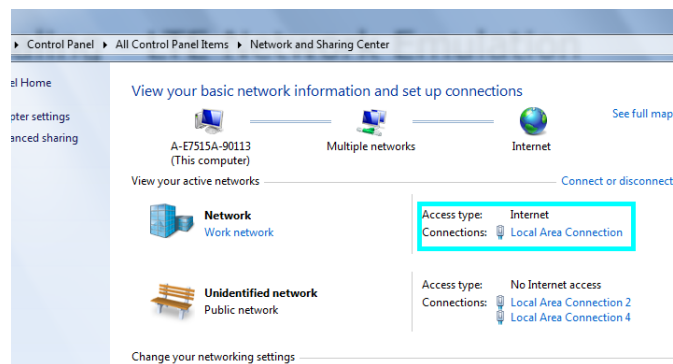 Control Panel ▸ All Control Panel Items ▸ Network and Sharing Center
LTE Network Emulation
el Home
View your basic network information and set up connections
pter settings
See full map
anced sharing
A-E7515A-90113
(This computer)
Multiple networks
Internet
View your active networks
Connect or disconnect
Network
Work network
Access type: Internet
Connections: Local Area Connection
Unidentified network
Public network
Access type: No Internet access
Connections: Local Area Connection 2
Local Area Connection 4
Change your networking settings